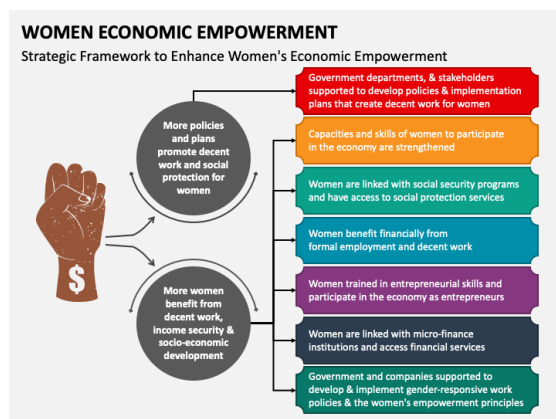 WOMEN ECONOMIC EMPOWERMENT
Strategic Framework to Enhance Women's Economic Empowerment
More policies
and plans
promote decent
work and social
protection for
women
More women
benefit from
decent work,
income security &
socio-economic
development
$
Government departments, & stakeholders
supported to develop policies & implementation
plans that create decent work for women
Capacities and skills of women to participate
in the economy are strengthened
Women are linked with social security programs
and have access to social protection services
Women benefit financially from
formal employment and decent work
Women trained in entrepreneurial skills and
participate in the economy as entrepreneurs
Women are linked with micro-finance
institutions and access financial services
Government and companies supported to
develop & implement gender-responsive work
policies & the women's empowerment principles